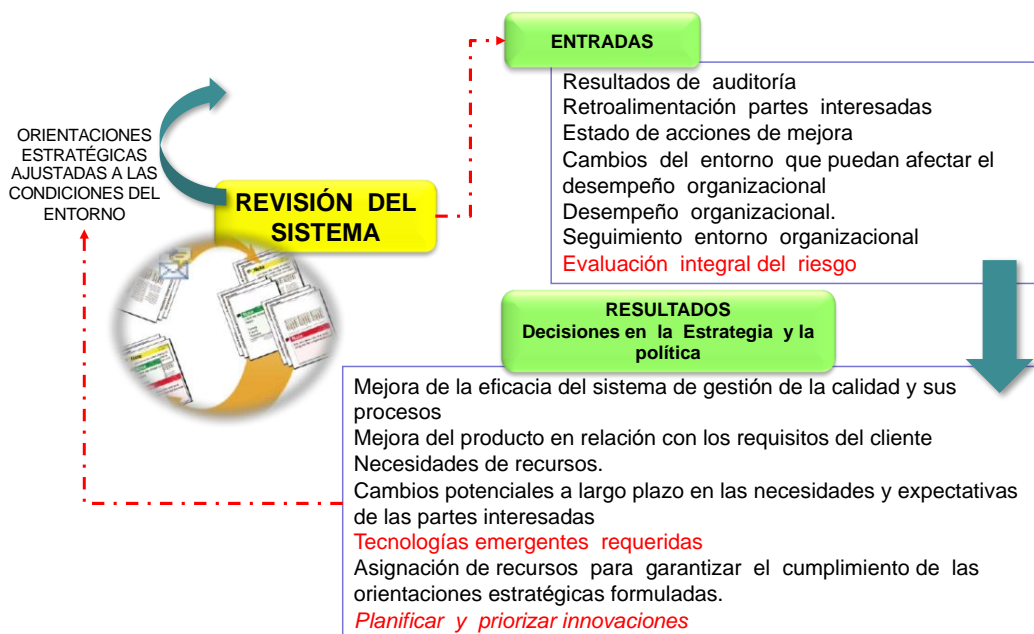 ENTRADAS
Resultados de auditoría
Retroalimentación partes interesadas
Estado de acciones de mejora
Cambios del entorno que puedan afectar el
desempeño organizacional
Desempeño organizacional.
Seguimiento entorno organizacional
Evaluación integral del riesgo
ORIENTACIONES
ESTRATÉGICAS
AJUSTADAS A LAS
CONDICIONES DEL
ENTORNO
REVISIÓN DEL
SISTEMA
RESULTADOS
Decisiones en la Estrategia y la
política
Mejora de la eficacia del sistema de gestión de la calidad y sus
procesos
Mejora del producto en relación con los requisitos del cliente
Necesidades de recursos.
Cambios potenciales a largo plazo en las necesidades y expectativas
de las partes interesadas
Tecnologías emergentes requeridas
Asignación de recursos para garantizar el cumplimiento de las
orientaciones estratégicas formuladas.
Planificar y priorizar innovaciones